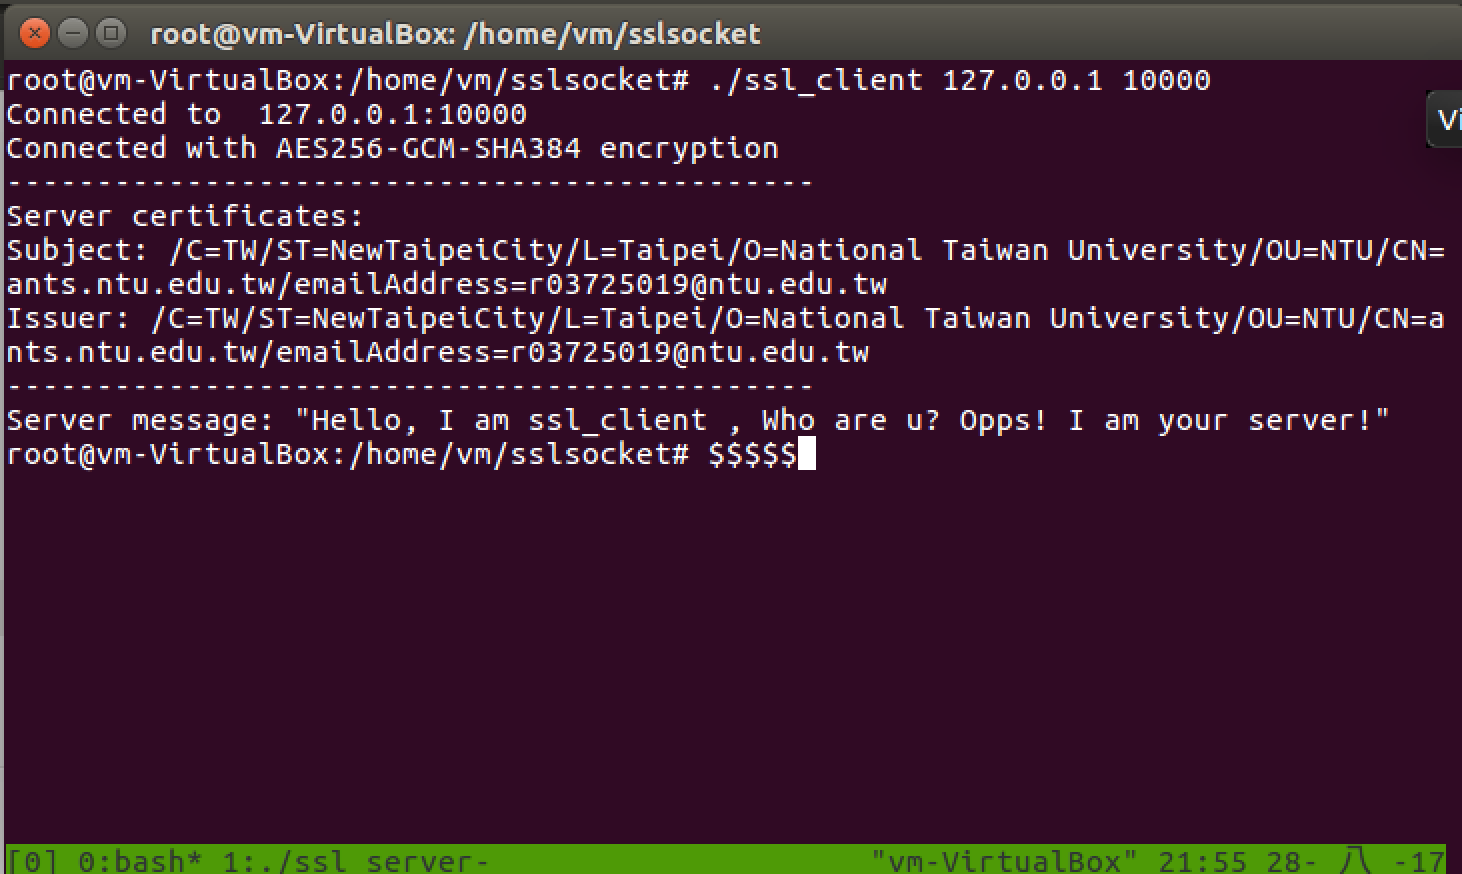 root@vm-VirtualBox: /home/vm/sslsocket
root@vm-VirtualBox:/home/vm/sslsocket# ./ssl_client 127.0.0.1 10000
Connected to  127.0.0.1:10000
Connected with AES256-GCM-SHA384 encryption
---------------------------------------------
Server certificates:
Subject: /C=TW/ST=NewTaipeiCity/L=Taipei/O=National Taiwan University/OU=NTU/CN=
ants.ntu.edu.tw/emailAddress=r03725019@ntu.edu.tw
Issuer: /C=TW/ST=NewTaipeiCity/L=Taipei/O=National Taiwan University/OU=NTU/CN=a
nts.ntu.edu.tw/emailAddress=r03725019@ntu.edu.tw
---------------------------------------------
Server message: "Hello, I am ssl_client , Who are u? Opps! I am your server!"
root@vm-VirtualBox:/home/vm/sslsocket# $$$$$
Vi
[0] 0:bash* 1:./ssl_server- "vm-VirtualBox" 21:55 28- 八 -17